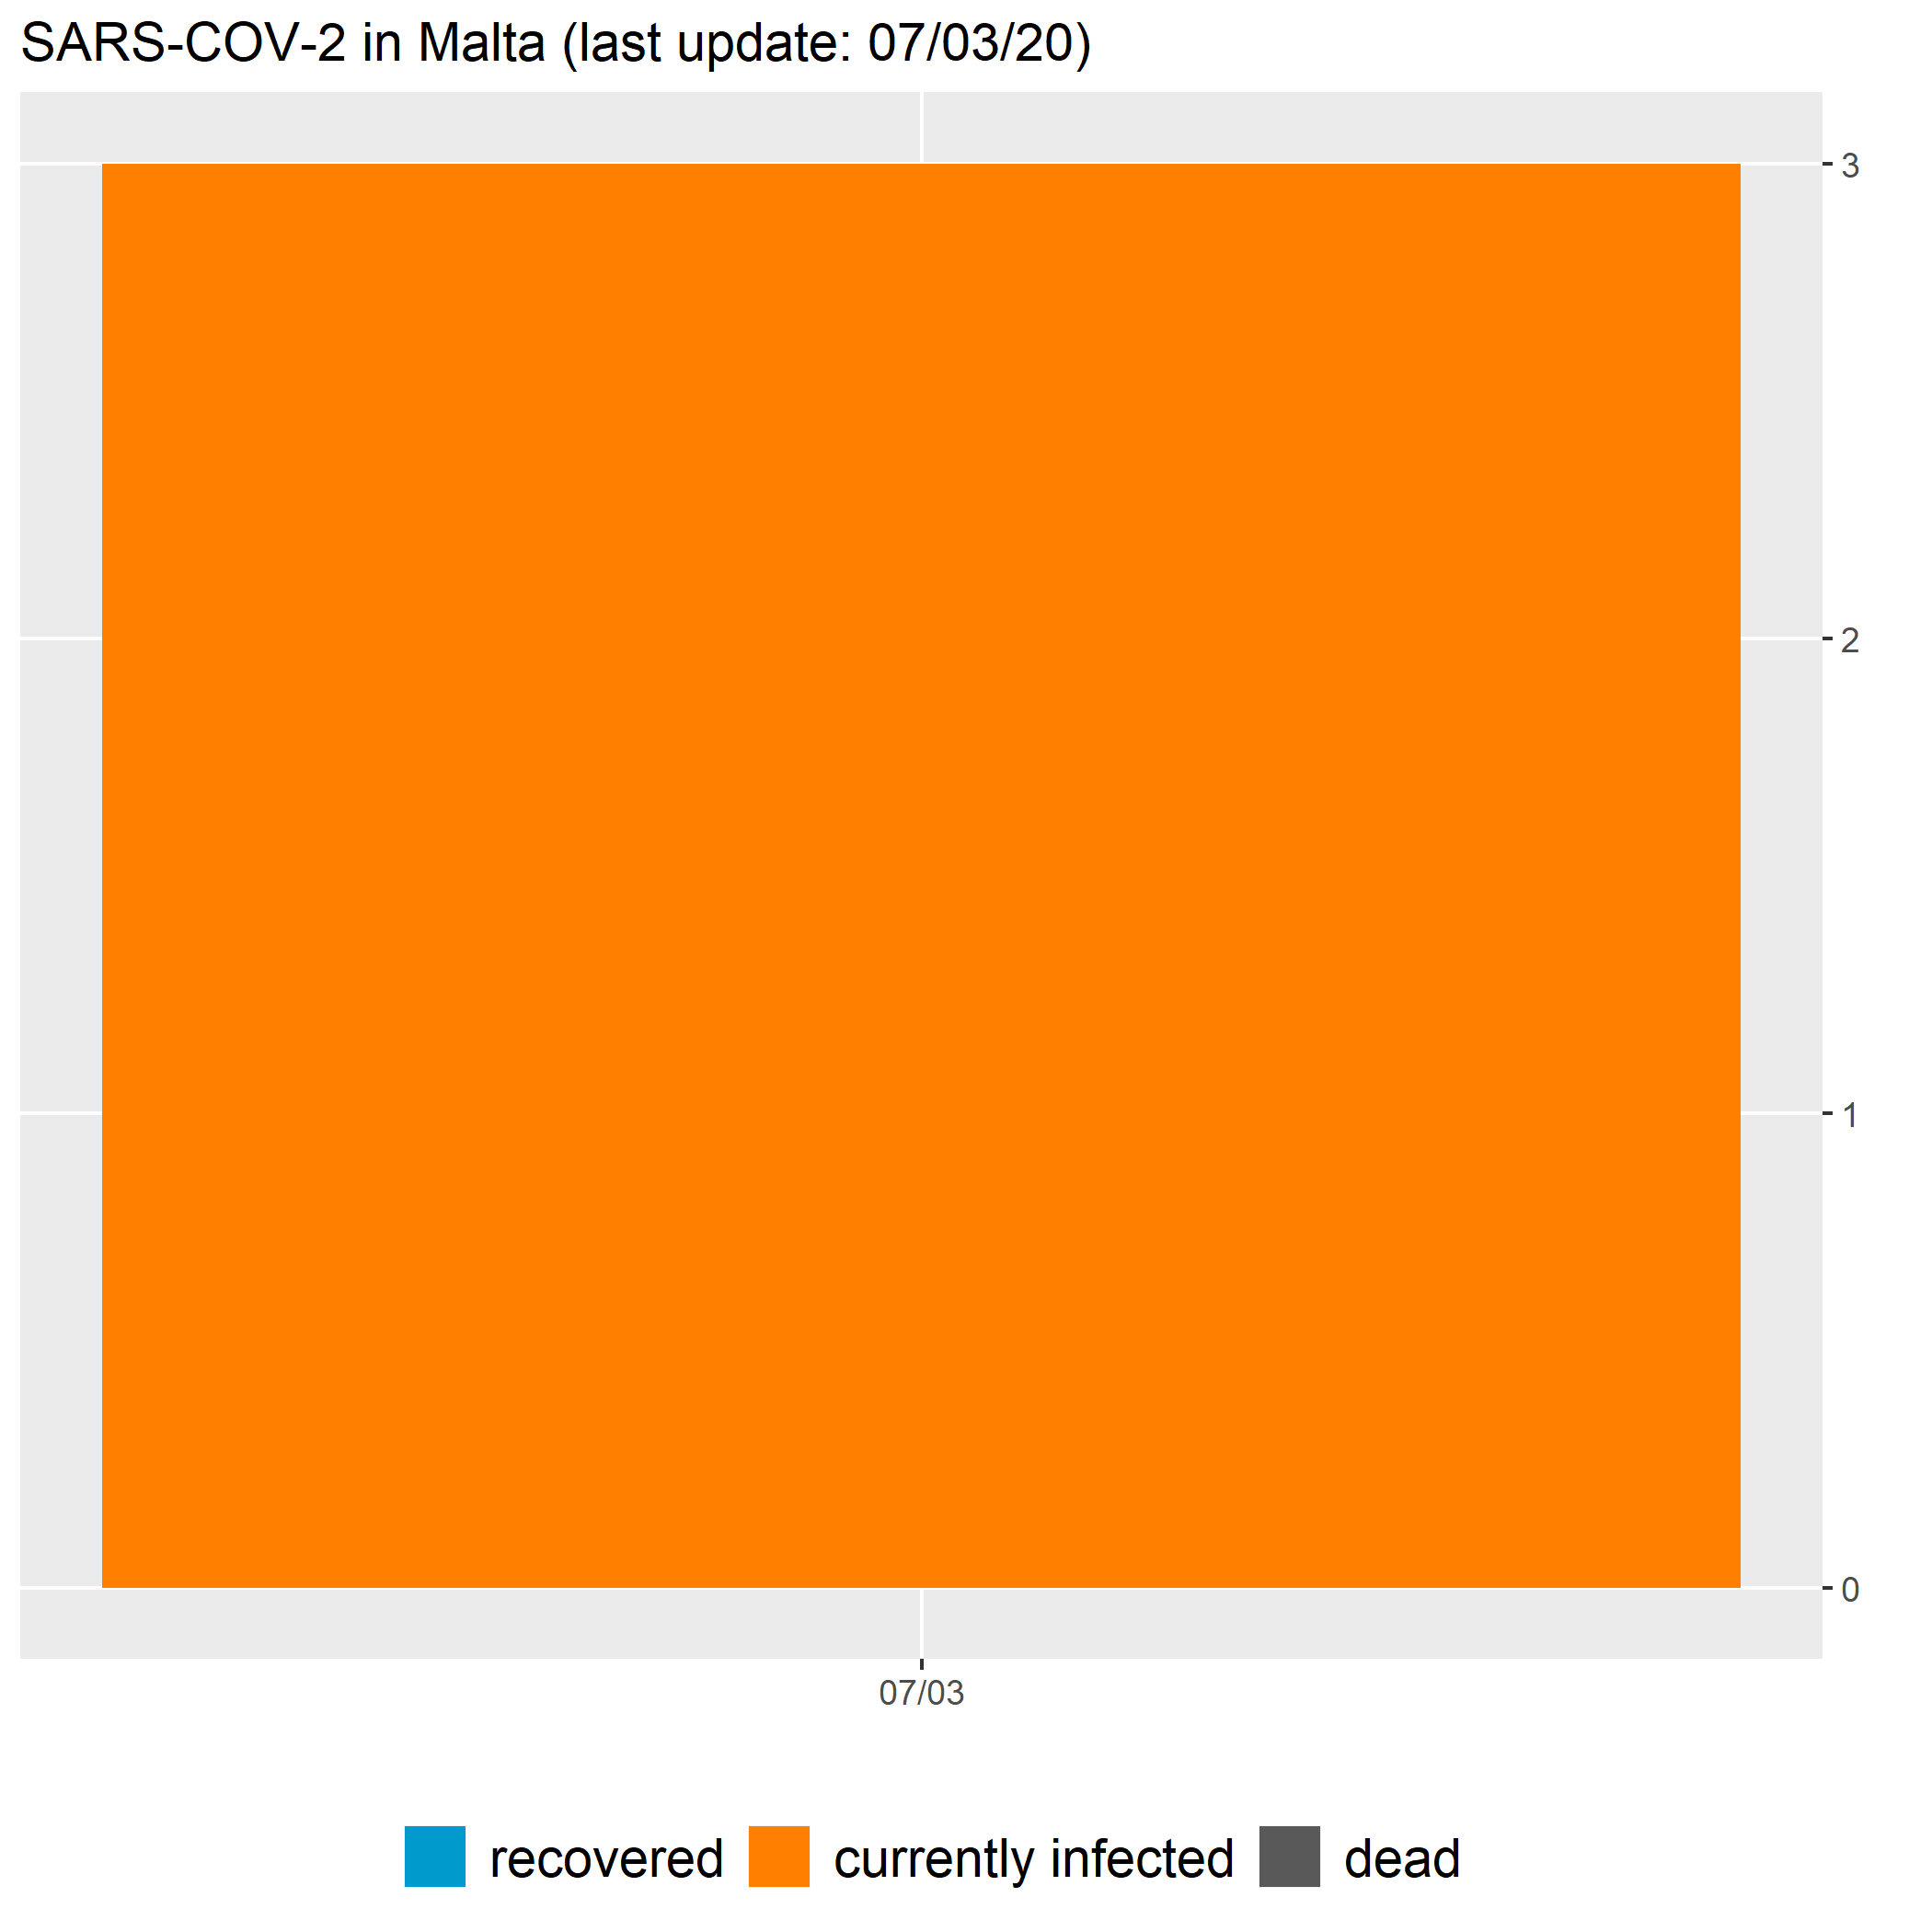 SARS-COV-2 in Malta (last update: 07/03/20)
3
2
1
0
07/03
recovered currently infected dead